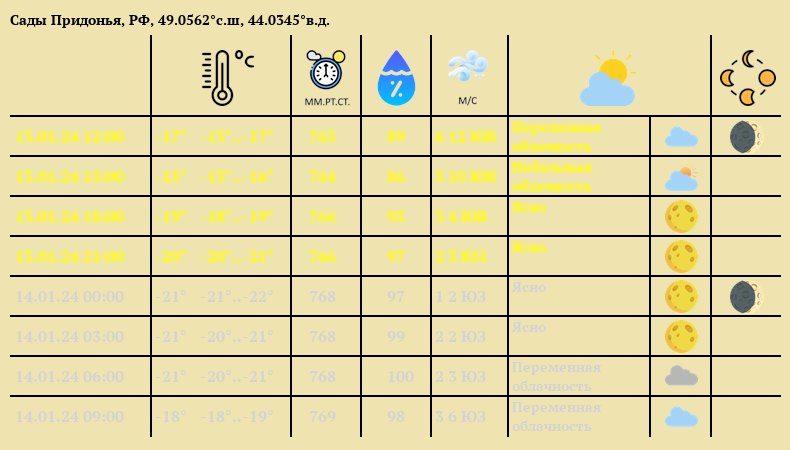 Сады Придонья, РФ, 49.0562°с.ш, 44.0345°в.д.
°C
ММ.РТ.СТ.
%
М/С
13.01.24 12:00 -17° -15°..-17° 763 89 6 12 ЮВ Переменная
облачность
13.01.24 15:00 -15° -15°..-16° 764 86 5 10 ЮВ Небольшая
облачность
13.01.24 18:00 -19° -18°..-19° 766 95 3 4 ЮВ Ясно
13.01.24 21:00 -20° -20°..-21° 766 97 2 3 ЮВ Ясно
14.01.24 00:00 -21° -21°..-22° 768 97 1 2 ЮЗ Ясно
14.01.24 03:00 -21° -20°..-21° 768 99 2 2 ЮЗ Ясно
14.01.24 06:00 -21° -20°..-21° 768 100 2 3 ЮЗ Переменная
облачность
14.01.24 09:00 -18° -18°..-19° 769 98 3 6 ЮЗ Переменная
облачность